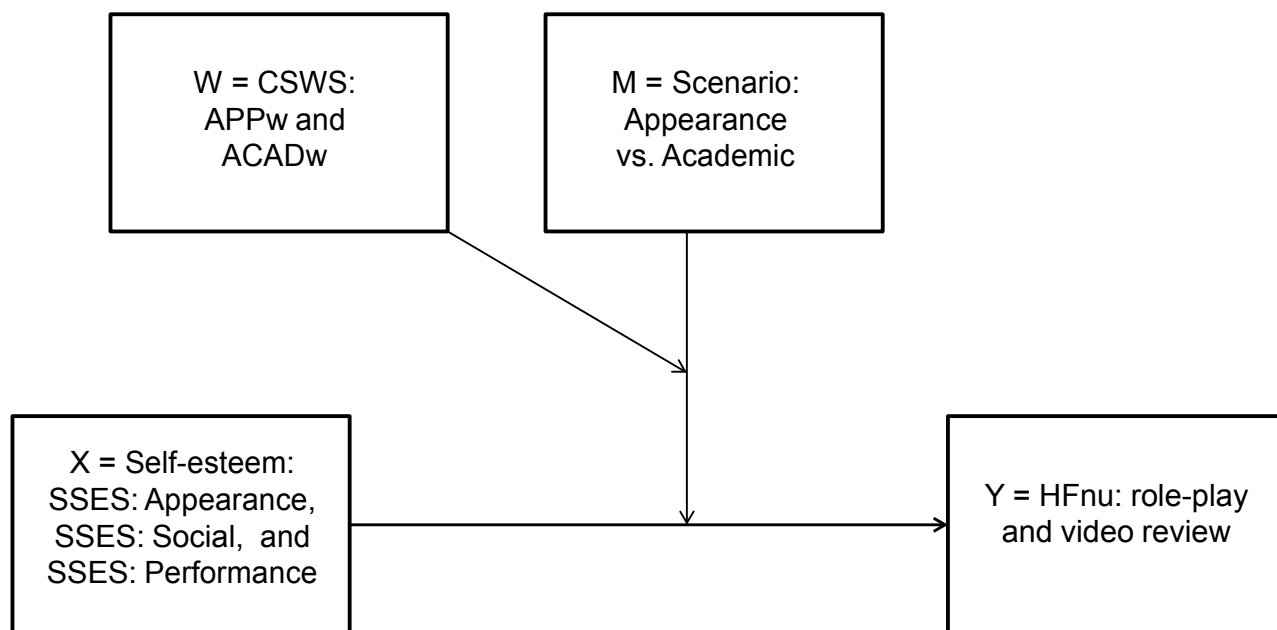 W = CSWS:
APPw and
ACADw
M = Scenario:
Appearance
vs. Academic
X = Self-esteem:
SSES: Appearance,
SSES: Social, and
SSES: Performance
Y = HFnu: role-play
and video review